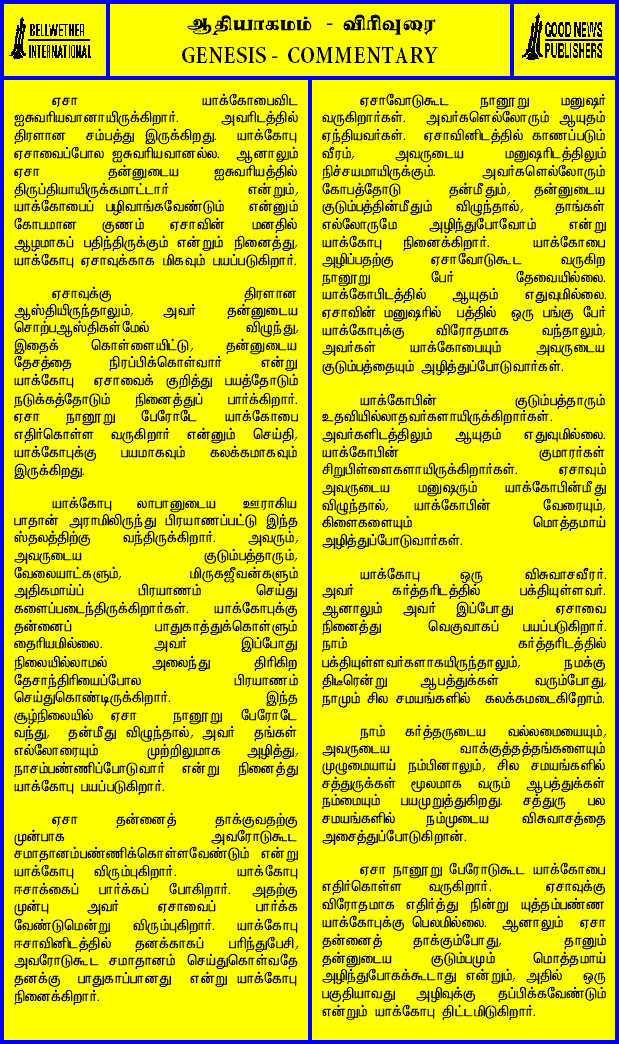 BELLWETHER
INTERNATIONAL
ஆதியாகமம் - விரிவுரை
GENESIS - COMMENTARY
GOOD NEWS
PUBLISHERS
ஏசா யாக்கோபைவிட
ஐசுவரியவானாயிருக்கிறார். அவரிடத்தில்
திரளான சம்பத்து இருக்கிறது. யாக்கோபு
ஏசாவைப்போல ஐசுவரியவானல்ல. ஆனாலும்
ஏசா தன்னுடைய ஐசுவரியத்தில்
திருப்தியாயிருக்கமாட்டார் என்றும்,
யாக்கோபைப் பழிவாங்கவேண்டும் என்னும்
கோபமான குணம் ஏசாவின் மனதில்
ஆழமாகப் பதிந்திருக்கும் என்றும் நினைத்து,
யாக்கோபு ஏசாவுக்காக மிகவும் பயப்படுகிறார்.
ஏசாவுக்கு திரளான
ஆஸ்தியிருந்தாலும், அவர் தன்னுடைய
சொற்பஆஸ்திகள்மேல் விழுந்து,
இதைக் கொள்ளையிட்டு, தன்னுடைய
தேசத்தை நிரப்பிக்கொள்வார் என்று
யாக்கோபு ஏசாவைக் குறித்து பயத்தோடும்
நடுக்கத்தோடும் நினைத்துப் பார்க்கிறார்.
ஏசா நானூறு பேரோடே யாக்கோபை
எதிர்கொள்ள வருகிறார் என்னும் செய்தி,
யாக்கோபுக்கு பயமாகவும் கலக்கமாகவும்
இருக்கிறது.
யாக்கோபு லாபானுடைய ஊராகிய
பாதான் அராமிலிருந்து பிரயாணப்பட்டு இந்த
ஸ்தலத்திற்கு வந்திருக்கிறார். அவரும்,
அவருடைய குடும்பத்தாரும்,
வேலையாட்களும், மிருகஜீவன்களும்
அதிகமாய்ப் பிரயாணம் செய்து
களைப்படைந்திருக்கிறார்கள். யாக்கோபுக்கு
தன்னைப் பாதுகாத்துக்கொள்ளும்
தைரியமில்லை. அவர் இப்போது
நிலையில்லாமல் அலைந்து திரிகிற
தேசாந்திரியைப்போல பிரயாணம்
செய்துகொண்டிருக்கிறார். இந்த
சூழ்நிலையில் ஏசா நானூறு பேரோடே
வந்து, தன்மீது விழுந்தால், அவர் தங்கள்
எல்லோரையும் முற்றிலுமாக அழித்து,
நாசம்பண்ணிப்போடுவார் என்று நினைத்து
யாக்கோபு பயப்படுகிறார்.
ஏசா தன்னைத் தாக்குவதற்கு
முன்பாக அவரோடுகூட
சமாதானம்பண்ணிக்கொள்ளவேண்டும் என்று
யாக்கோபு விரும்புகிறார். யாக்கோபு
ஈசாக்கைப் பார்க்கப் போகிறார். அதற்கு
முன்பு அவர் ஏசாவைப் பார்க்க
வேண்டுமென்று விரும்புகிறார். யாக்கோபு
ஈசாவினிடத்தில் தனக்காகப் பரிந்துபேசி,
அவரோடுகூட சமாதானம் செய்துகொள்வதே
தனக்கு பாதுகாப்பானது என்று யாக்கோபு
நினைக்கிறார்.
ஏசாவோடுகூட நானூறு மனுஷர்
வருகிறார்கள். அவர்களெல்லோரும் ஆயுதம்
ஏந்தியவர்கள். ஏசாவினிடத்தில் காணப்படும்
வீரம், அவருடைய மனுஷரிடத்திலும்
நிச்சயமாயிருக்கும். அவர்களெல்லோரும்
கோபத்தோடு தன்மீதும், தன்னுடைய
குடும்பத்தின்மீதும் விழுந்தால், தாங்கள்
எல்லோருமே அழிந்துபோவோம் என்று
யாக்கோபு நினைக்கிறார். யாக்கோபை
அழிப்பதற்கு ஏசாவோடுகூட வருகிற
நானூறு பேர் தேவையில்லை.
யாக்கோபிடத்தில் ஆயுதம் எதுவுமில்லை.
ஏசாவின் மனுஷரில் பத்தில் ஒரு பங்கு பேர்
யாக்கோபுக்கு விரோதமாக வந்தாலும்,
அவர்கள் யாக்கோபையும் அவருடைய
குடும்பத்தையும் அழித்துப்போடுவார்கள்.
யாக்கோபின் குடும்பத்தாரும்
உதவியில்லாதவர்களாயிருக்கிறார்கள்.
அவர்களிடத்திலும் ஆயுதம் எதுவுமில்லை.
யாக்கோபின் குமாரர்கள்
சிறுபிள்ளைகளாயிருக்கிறார்கள். ஏசாவும்
அவருடைய மனுஷரும் யாக்கோபின்மீது
விழுந்தால், யாக்கோபின் வேரையும்,
கிளைகளையும் மொத்தமாய்
அழித்துப்போடுவார்கள்.
யாக்கோபு ஒரு விசுவாசவீரர்.
அவர் கர்த்தரிடத்தில் பக்தியுள்ளவர்.
ஆனாலும் அவர் இப்போது ஏசாவை
நினைத்து வெகுவாகப் பயப்படுகிறார்.
நாம் கர்த்தரிடத்தில்
பக்தியுள்ளவர்களாகயிருந்தாலும், நமக்கு
திடீரென்று ஆபத்துக்கள் வரும்போது,
நாமும் சில சமயங்களில் கலக்கமடைகிறோம்.
நாம் கர்த்தருடைய வல்லமையையும்,
அவருடைய வாக்குத்தத்தங்களையும்
முழுமையாய் நம்பினாலும், சில சமயங்களில்
சத்துருக்கள் மூலமாக வரும் ஆபத்துக்கள்
நம்மையும் பயமுறுத்துகிறது. சத்துரு பல
சமயங்களில் நம்முடைய விசுவாசத்தை
அசைத்துப்போடுகிறான்.
ஏசா நானூறு பேரோடுகூட யாக்கோபை
எதிர்கொள்ள வருகிறார். ஏசாவுக்கு
விரோதமாக எதிர்த்து நின்று யுத்தம்பண்ண
யாக்கோபுக்கு பெலமில்லை. ஆனாலும் ஏசா
தன்னைத் தாக்கும்போது, தானும்
தன்னுடைய குடும்பமும் மொத்தமாய்
அழிந்துபோகக்கூடாது என்றும், அதில் ஒரு
பகுதியாவது அழிவுக்கு தப்பிக்கவேண்டும்
என்றும் யாக்கோபு திட்டமிடுகிறார்.